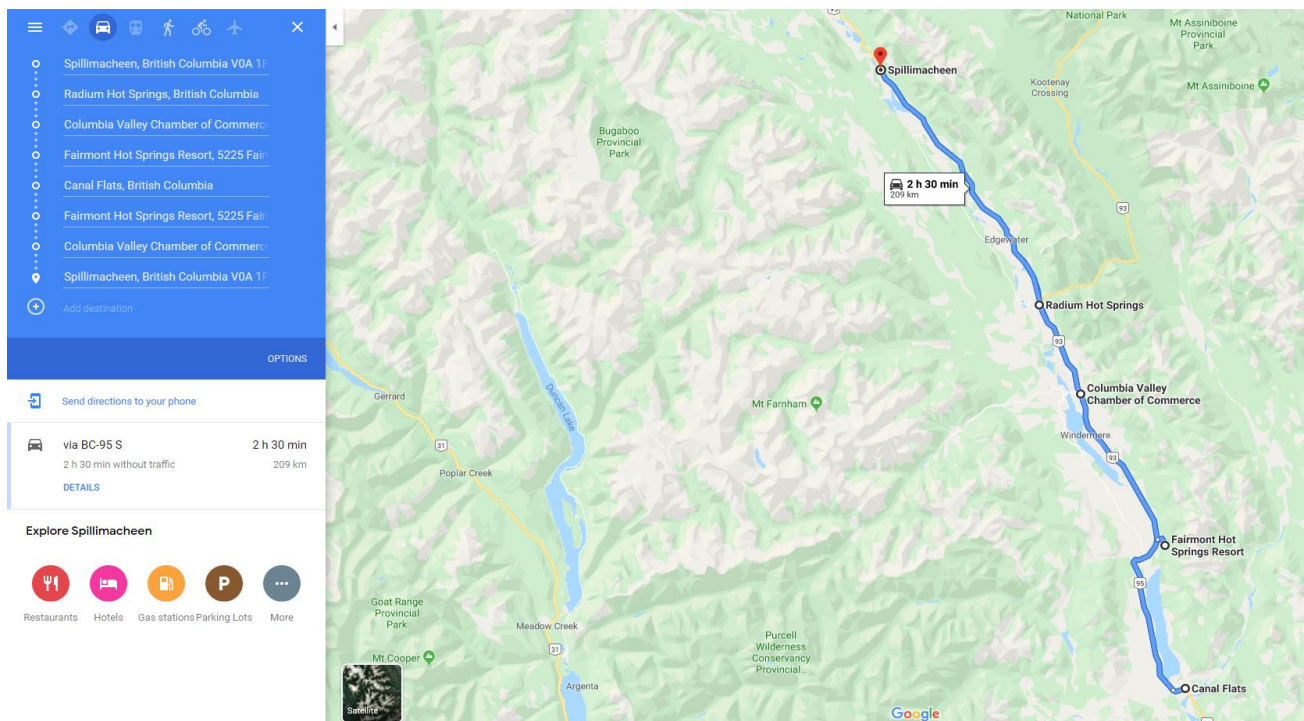 Spillimacheen, British Columbia V0A 1F
Radium Hot Springs, British Columbia
Columbia Valley Chamber of Commerc
Fairmont Hot Springs Resort, 5225 Fair
Canal Flats, British Columbia
Fairmont Hot Springs Resort, 5225 Fair
Columbia Valley Chamber of Commerc
Spillimacheen, British Columbia V0A 1F
Add destination
OPTIONS
Send directions to your phone
via BC-95 S
2 h 30 min
2 h 30 min without traffic
209 km
DETAILS
Explore Spillimacheen
Restaurants
Hotels
Gas stations
Parking Lots
More
P
National Park
Mt Assiniboine
Provincial
Park
Spillimacheen
Kootenay
Crossing
Mt Assiniboine
Bugaboo
Provincial
Park
2 h 30 min
209 km
93
Edgewater
Radium Hot Springs
93
Duncan Lake
Gerrard
Mt Farnham
Columbia Valley
Chamber of Commerce
31
Windermere
93
Poplar Creek
Fairmont Hot
Springs Resort
95
Goat Range
Provincial
Park
Meadow Creek
31
Mt Cooper
Purcell
Wilderness
Conservancy
Provincial...
Argenta
Canal Flats
Satellite
Google